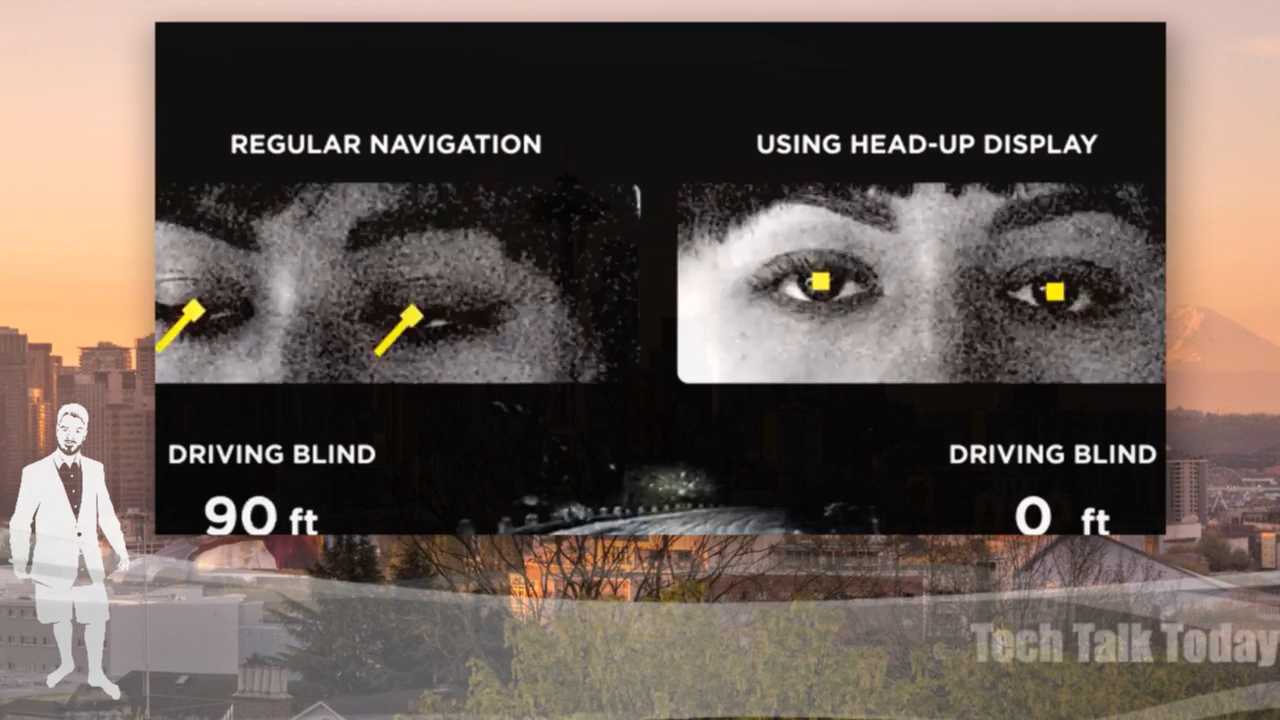 REGULAR NAVIGATION
USING HEAD-UP DISPLAY
DRIVING BLIND
90 ft
DRIVING BLIND
0 ft
Tech Talk Today